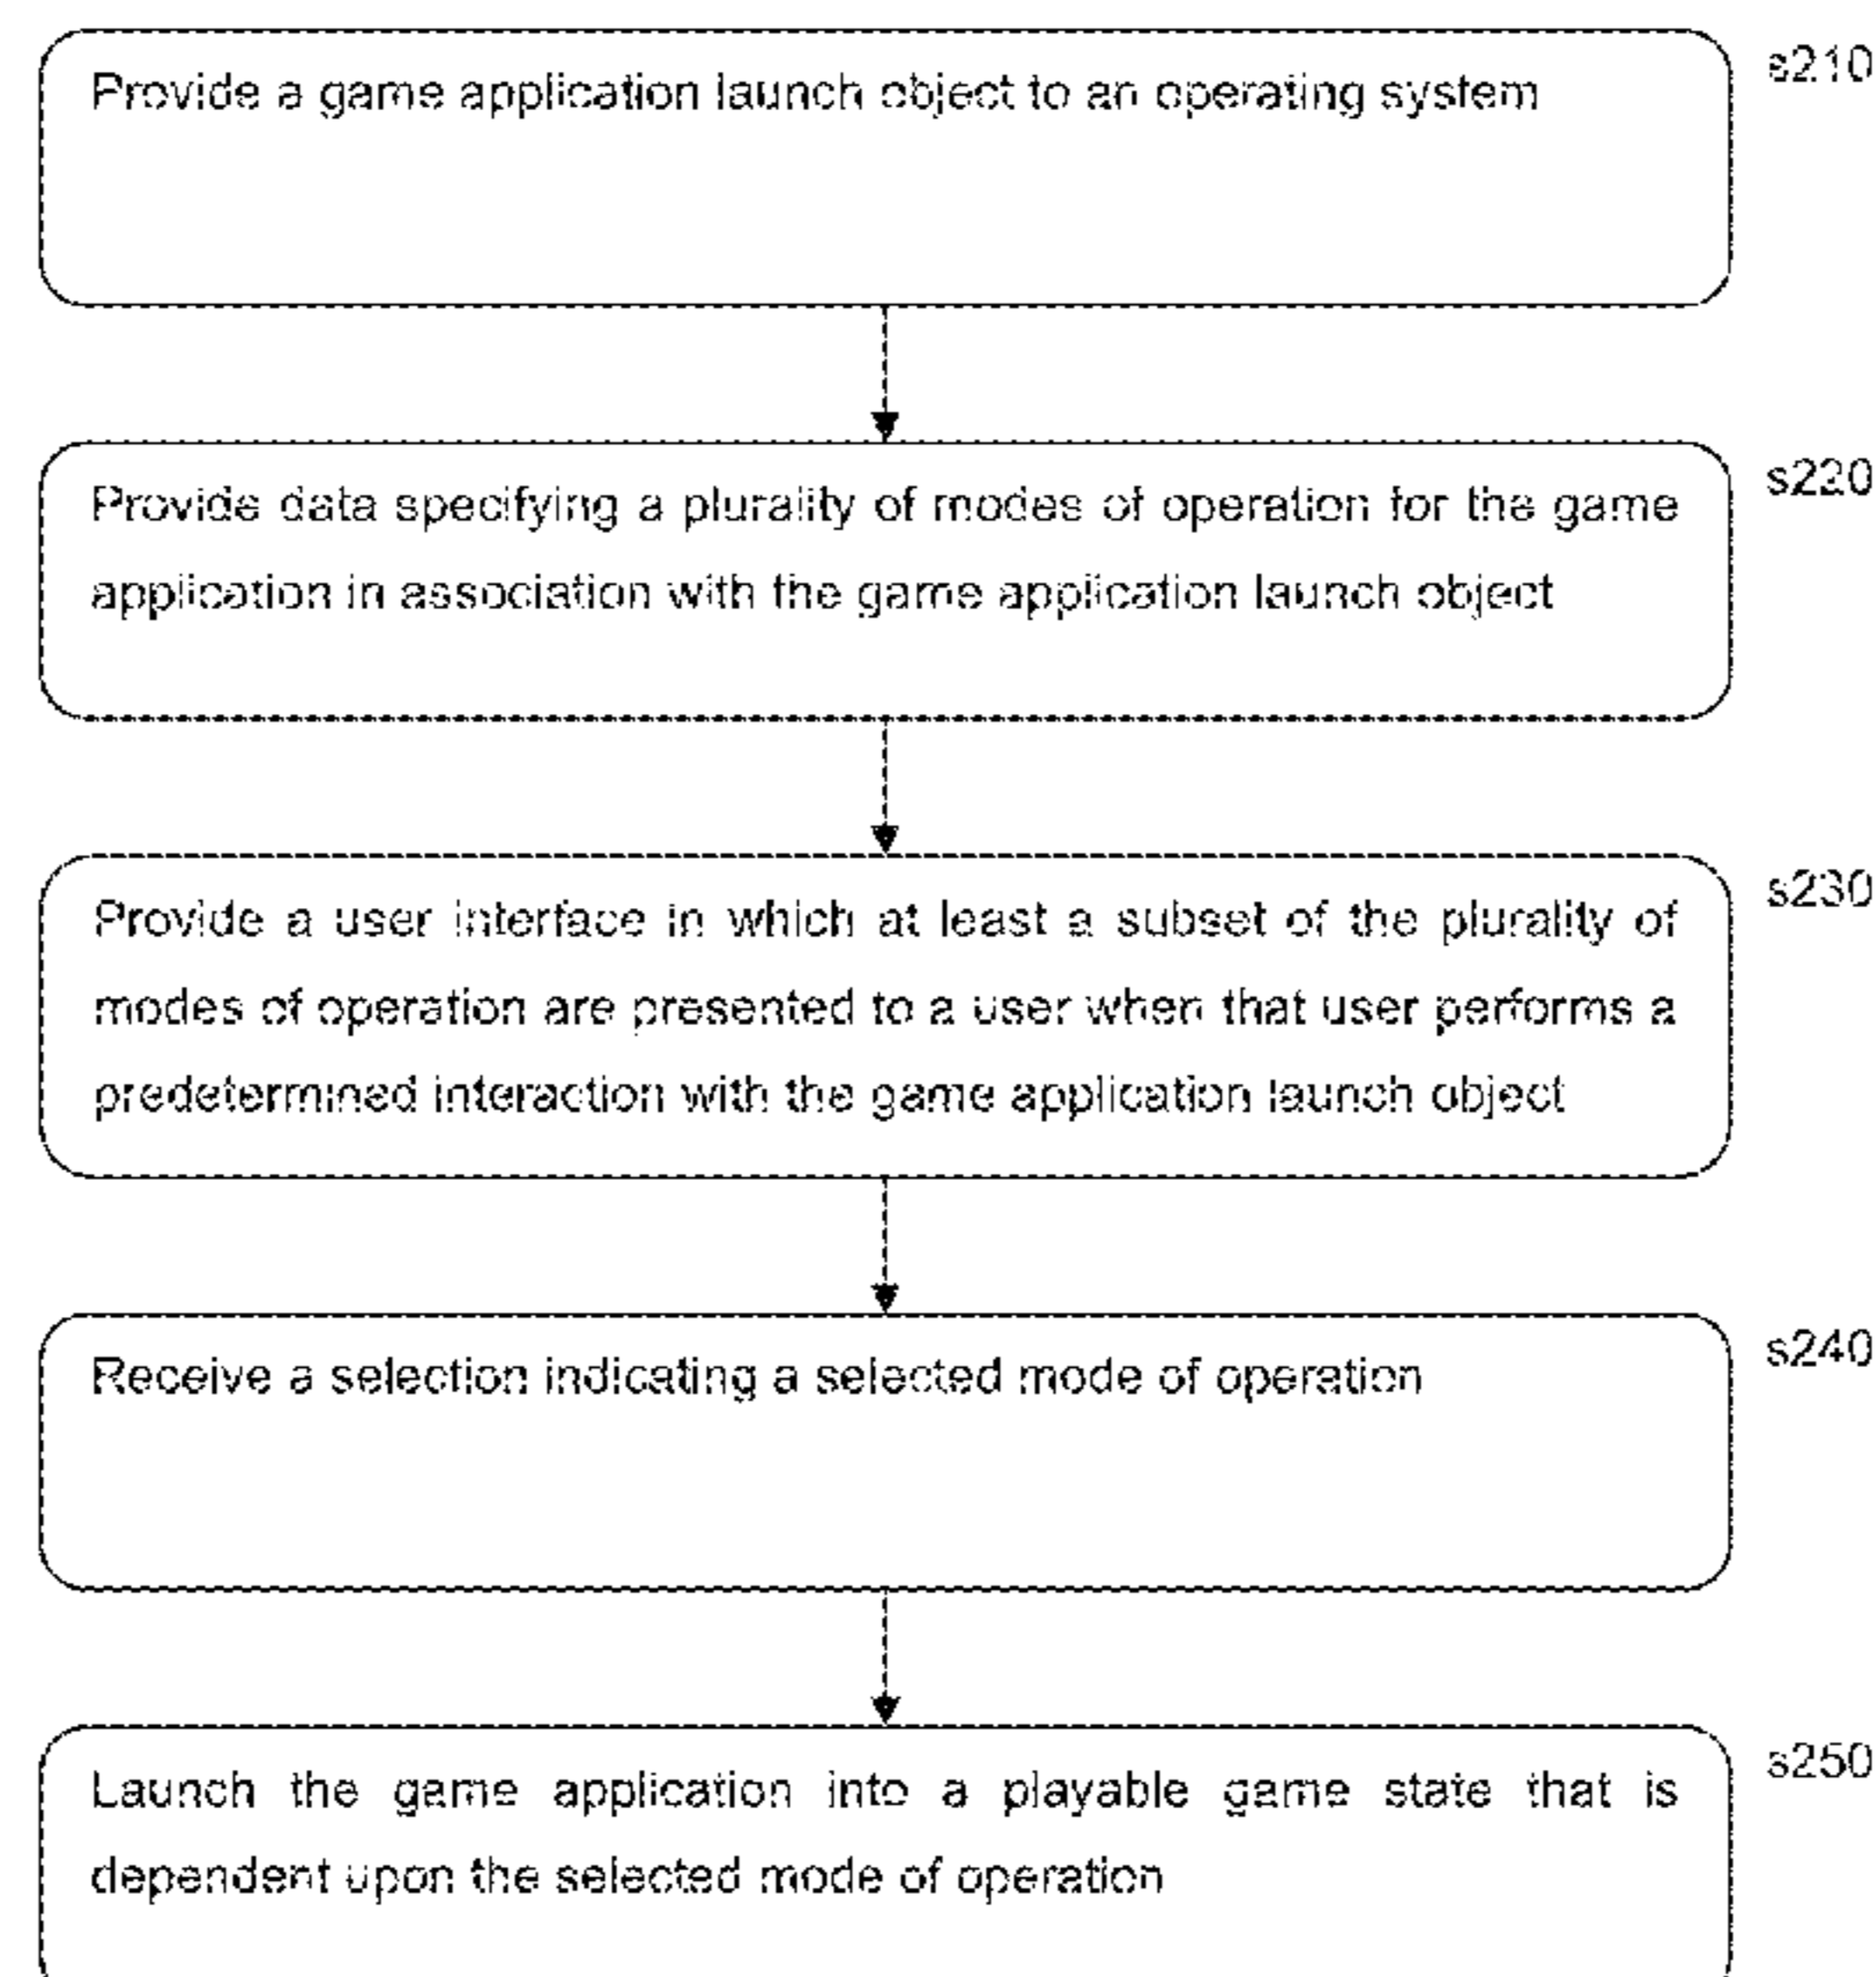 Provide a game application launch object to an operating system
s210
Provide data specifying a plurality of modes of operation for the game
application in association with the game application launch object
s220
Provide a user interface in which at least a subset of the plurality of
modes of operation are presented to a user when that user performs a
predetermined interaction with the game application launch object
s230
Receive a selection indicating a selected mode of operation
s240
Launch the game application into a playable game state that is
dependent upon the selected mode of operation
s250